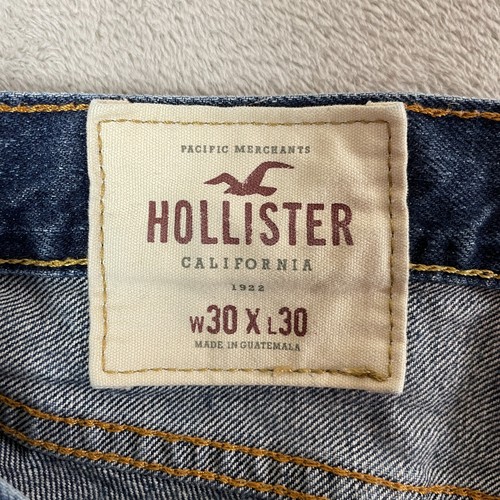 PACIFIC MERCHANTS
HOLLISTER
CALIFORNIA
1922
W30 X L30
MADE IN GUATEMALA